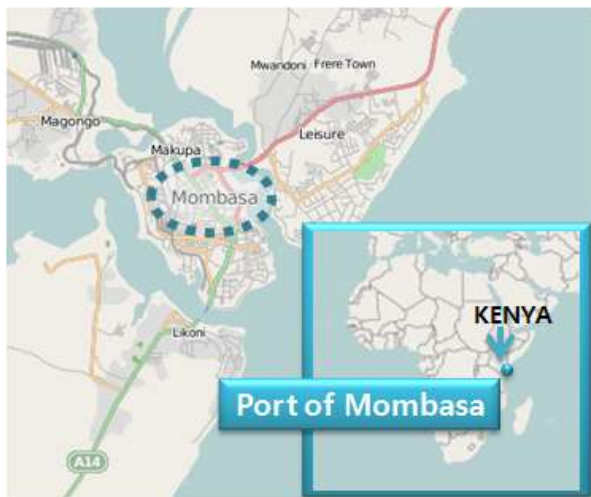 Mwandoni
Frere Town
Magongo
Leisure
Makupa
Mombasa
Likoni
A14
KENYA
Port of Mombasa